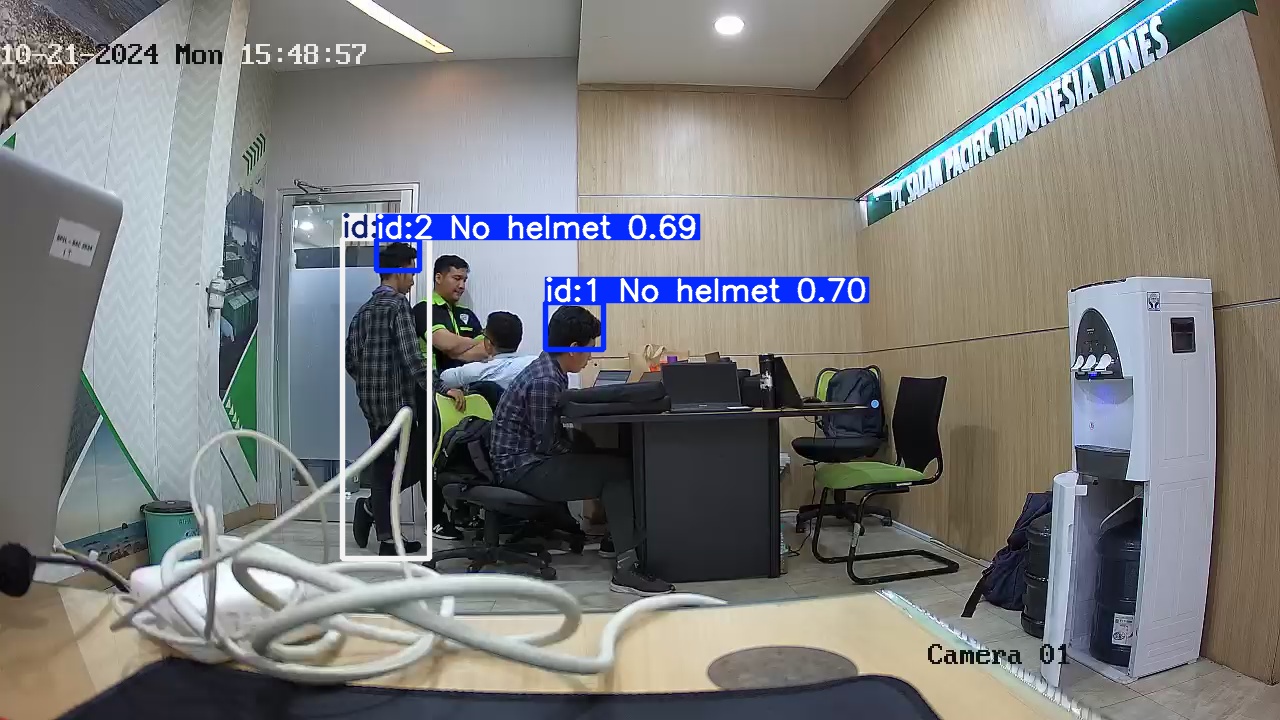 10-21-2024 Mon 15:48:57
PT. SALAM PACIFIC INDONESIA LINES
id:
id:2 No helmet 0.69
id:1 No helmet 0.70
Camera 01